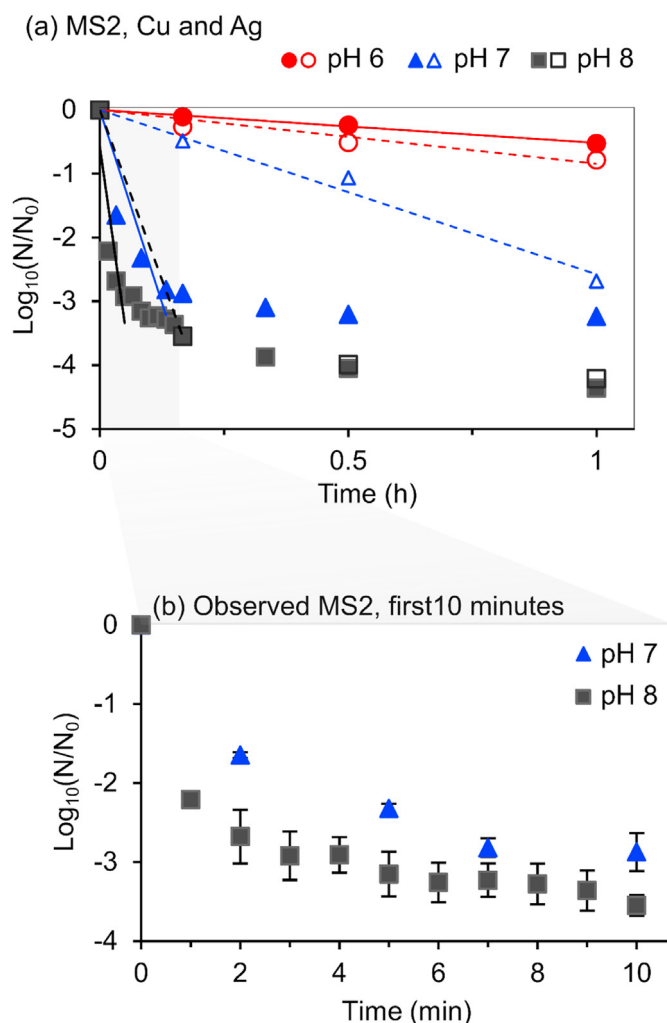 (a) MS2, Cu and Ag
pH 6 pH 7 pH 8
0
-1
-2
-3
-4
-5
Log10(N/N0)
0 0.5 1
Time (h)
(b) Observed MS2, first10 minutes
pH 7
pH 8
0
-1
-2
-3
-4
Log10(N/N0)
0 2 4 6 8 10
Time (min)